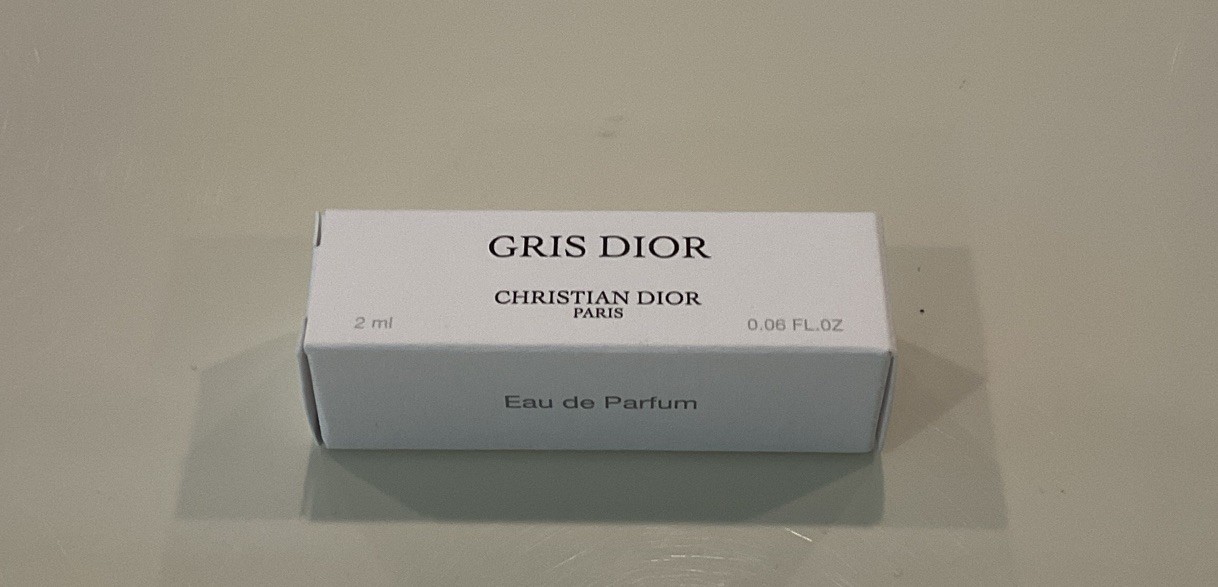 GRIS DIOR
CHRISTIAN DIOR
PARIS
2 ml
0.06 FL.OZ
Eau de Parfum